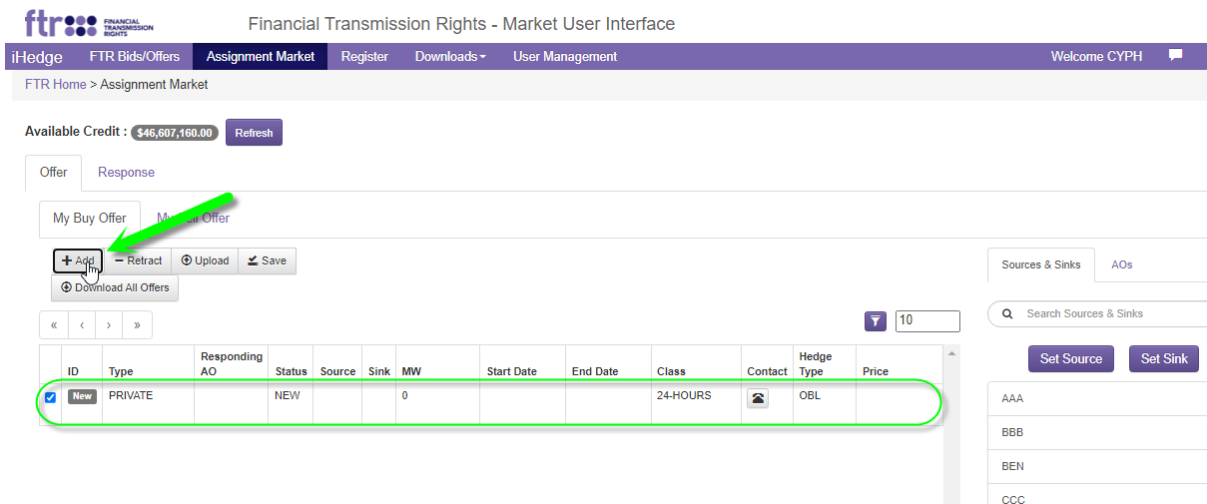 ftr FINANCIAL TRANSMISSION RIGHTS
Financial Transmission Rights - Market User Interface
iHedge FTR Bids/Offers Assignment Market Register Downloads User Management Welcome CYPH
FTR Home > Assignment Market
Available Credit : $46,607,160.00 Refresh
Offer Response
My Buy Offer Offer
+ Add − Retract Upload Save
Download All Offers
Sources & Sinks AOs
« ‹ › » 10
Search Sources & Sinks
Set Source Set Sink
ID Type Responding AO Status Source Sink MW Start Date End Date Class Contact Hedge Type Price
New PRIVATE NEW 0 24-HOURS OBL
AAA
BBB
BEN
CCC